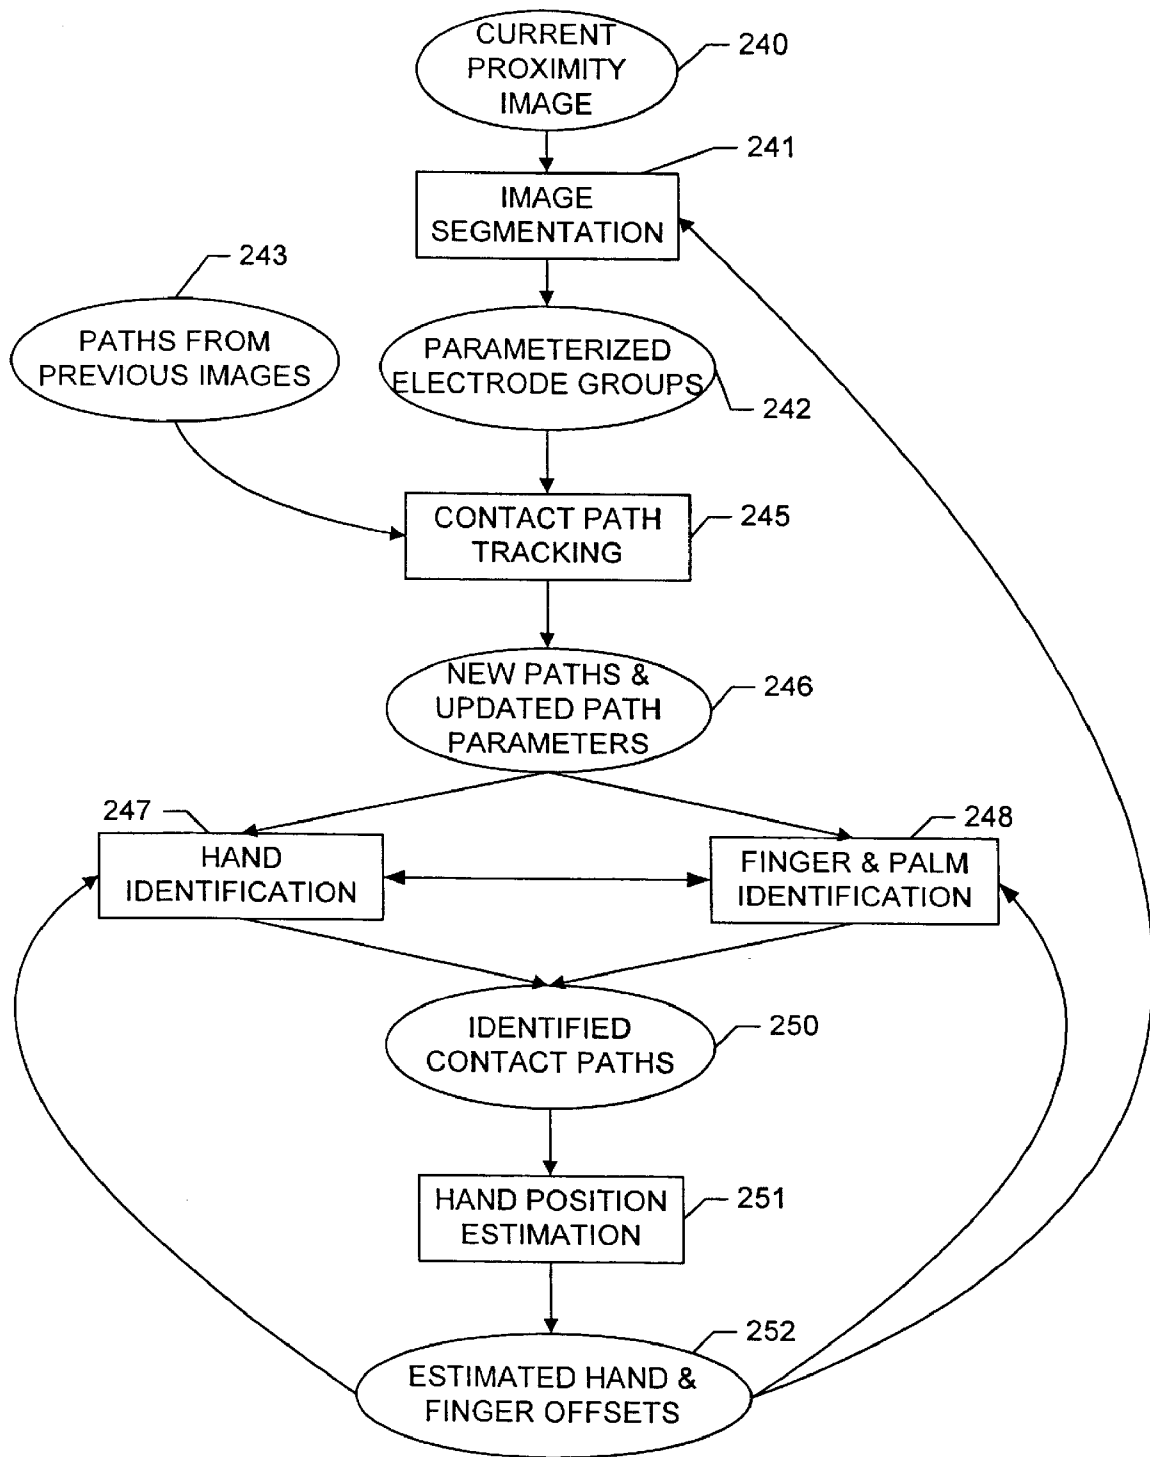 CURRENT
PROXIMITY
IMAGE
240
241
IMAGE
SEGMENTATION
243
PATHS FROM
PREVIOUS IMAGES
PARAMETERIZED
ELECTRODE GROUPS
242
CONTACT PATH
TRACKING
245
NEW PATHS &
UPDATED PATH
PARAMETERS
246
247
HAND
IDENTIFICATION
248
FINGER & PALM
IDENTIFICATION
IDENTIFIED
CONTACT PATHS
250
HAND POSITION
ESTIMATION
251
252
ESTIMATED HAND &
FINGER OFFSETS